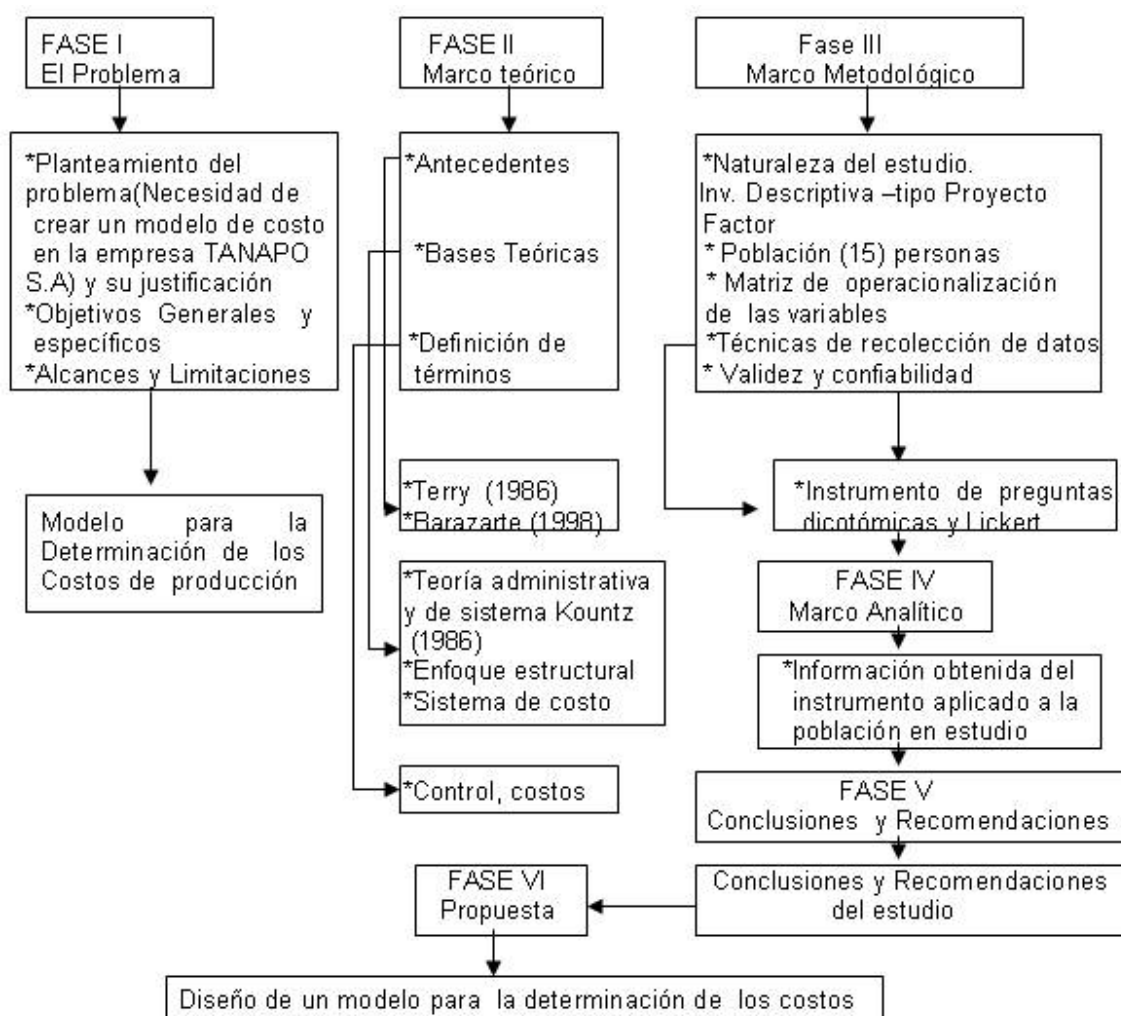 FASE I
El Problema
*Planteamiento del
problema(Necesidad de
crear un modelo de costo
en la empresa TANAPO
S.A) y su justificación
*Objetivos Generales y
específicos
*Alcances y Limitaciones
Modelo para la
Determinación de los
Costos de producción
FASE II
Marco teórico
*Antecedentes
*Bases Teóricas
*Definición de
términos
*Terry (1986)
*Barazarte (1998)
*Teoría administrativa
y de sistema Kountz
(1986)
*Enfoque estructural
*Sistema de costo
*Control, costos
Fase III
Marco Metodológico
*Naturaleza del estudio.
Inv. Descriptiva –tipo Proyecto
Factor
* Población (15) personas
* Matriz de operacionalización
de las variables
*Técnicas de recolección de datos
* Validez y confiabilidad
*Instrumento de preguntas
dicotómicas y Lickert
FASE IV
Marco Analítico
*Información obtenida del
instrumento aplicado a la
población en estudio
FASE V
Conclusiones y Recomendaciones
Conclusiones y Recomendaciones
del estudio
FASE VI
Propuesta
Diseño de un modelo para la determinación de los costos